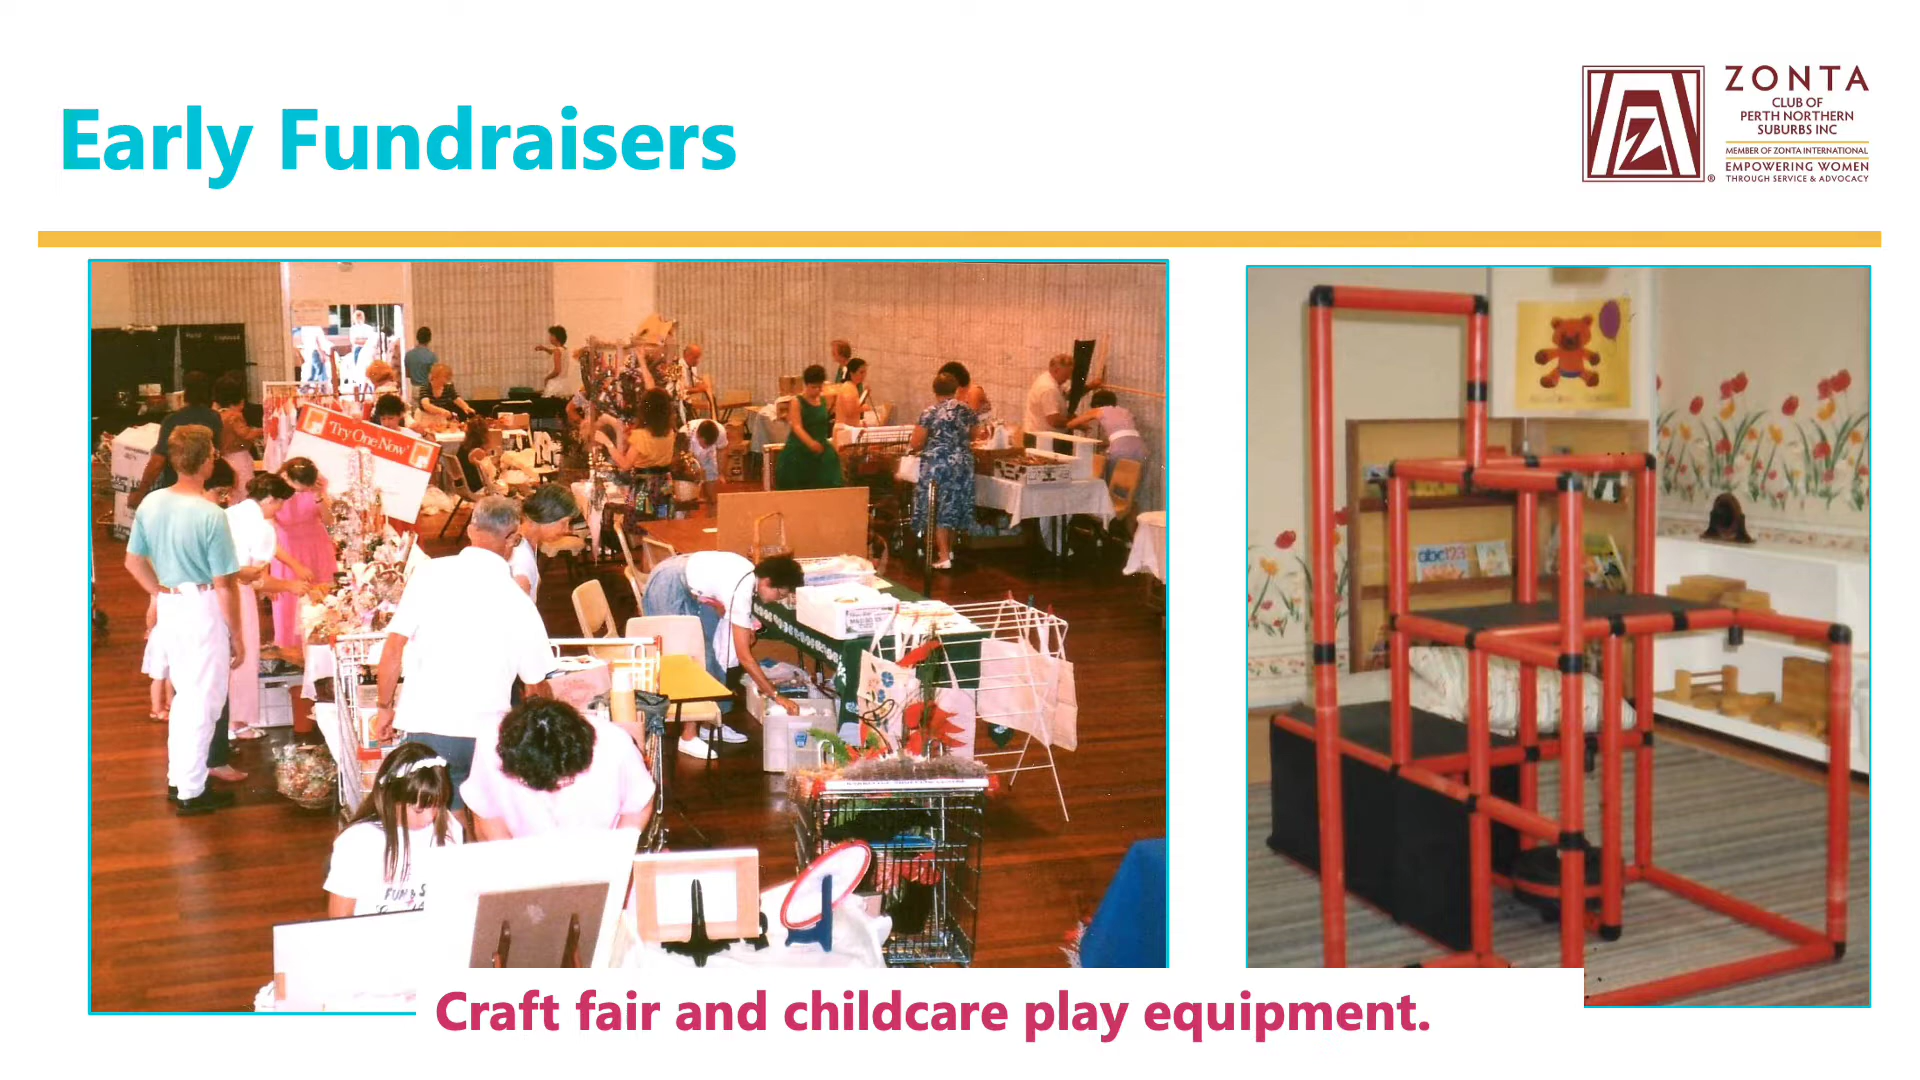 Early Fundraisers
ZONTA
CLUB OF
PERTH NORTHERN
SUBURBS INC
MEMBER OF ZONTA INTERNATIONAL
EMPOWERING WOMEN
THROUGH SERVICE & ADVOCACY
®
"Try One Now"
abc123
FUN & S
Craft fair and childcare play equipment.